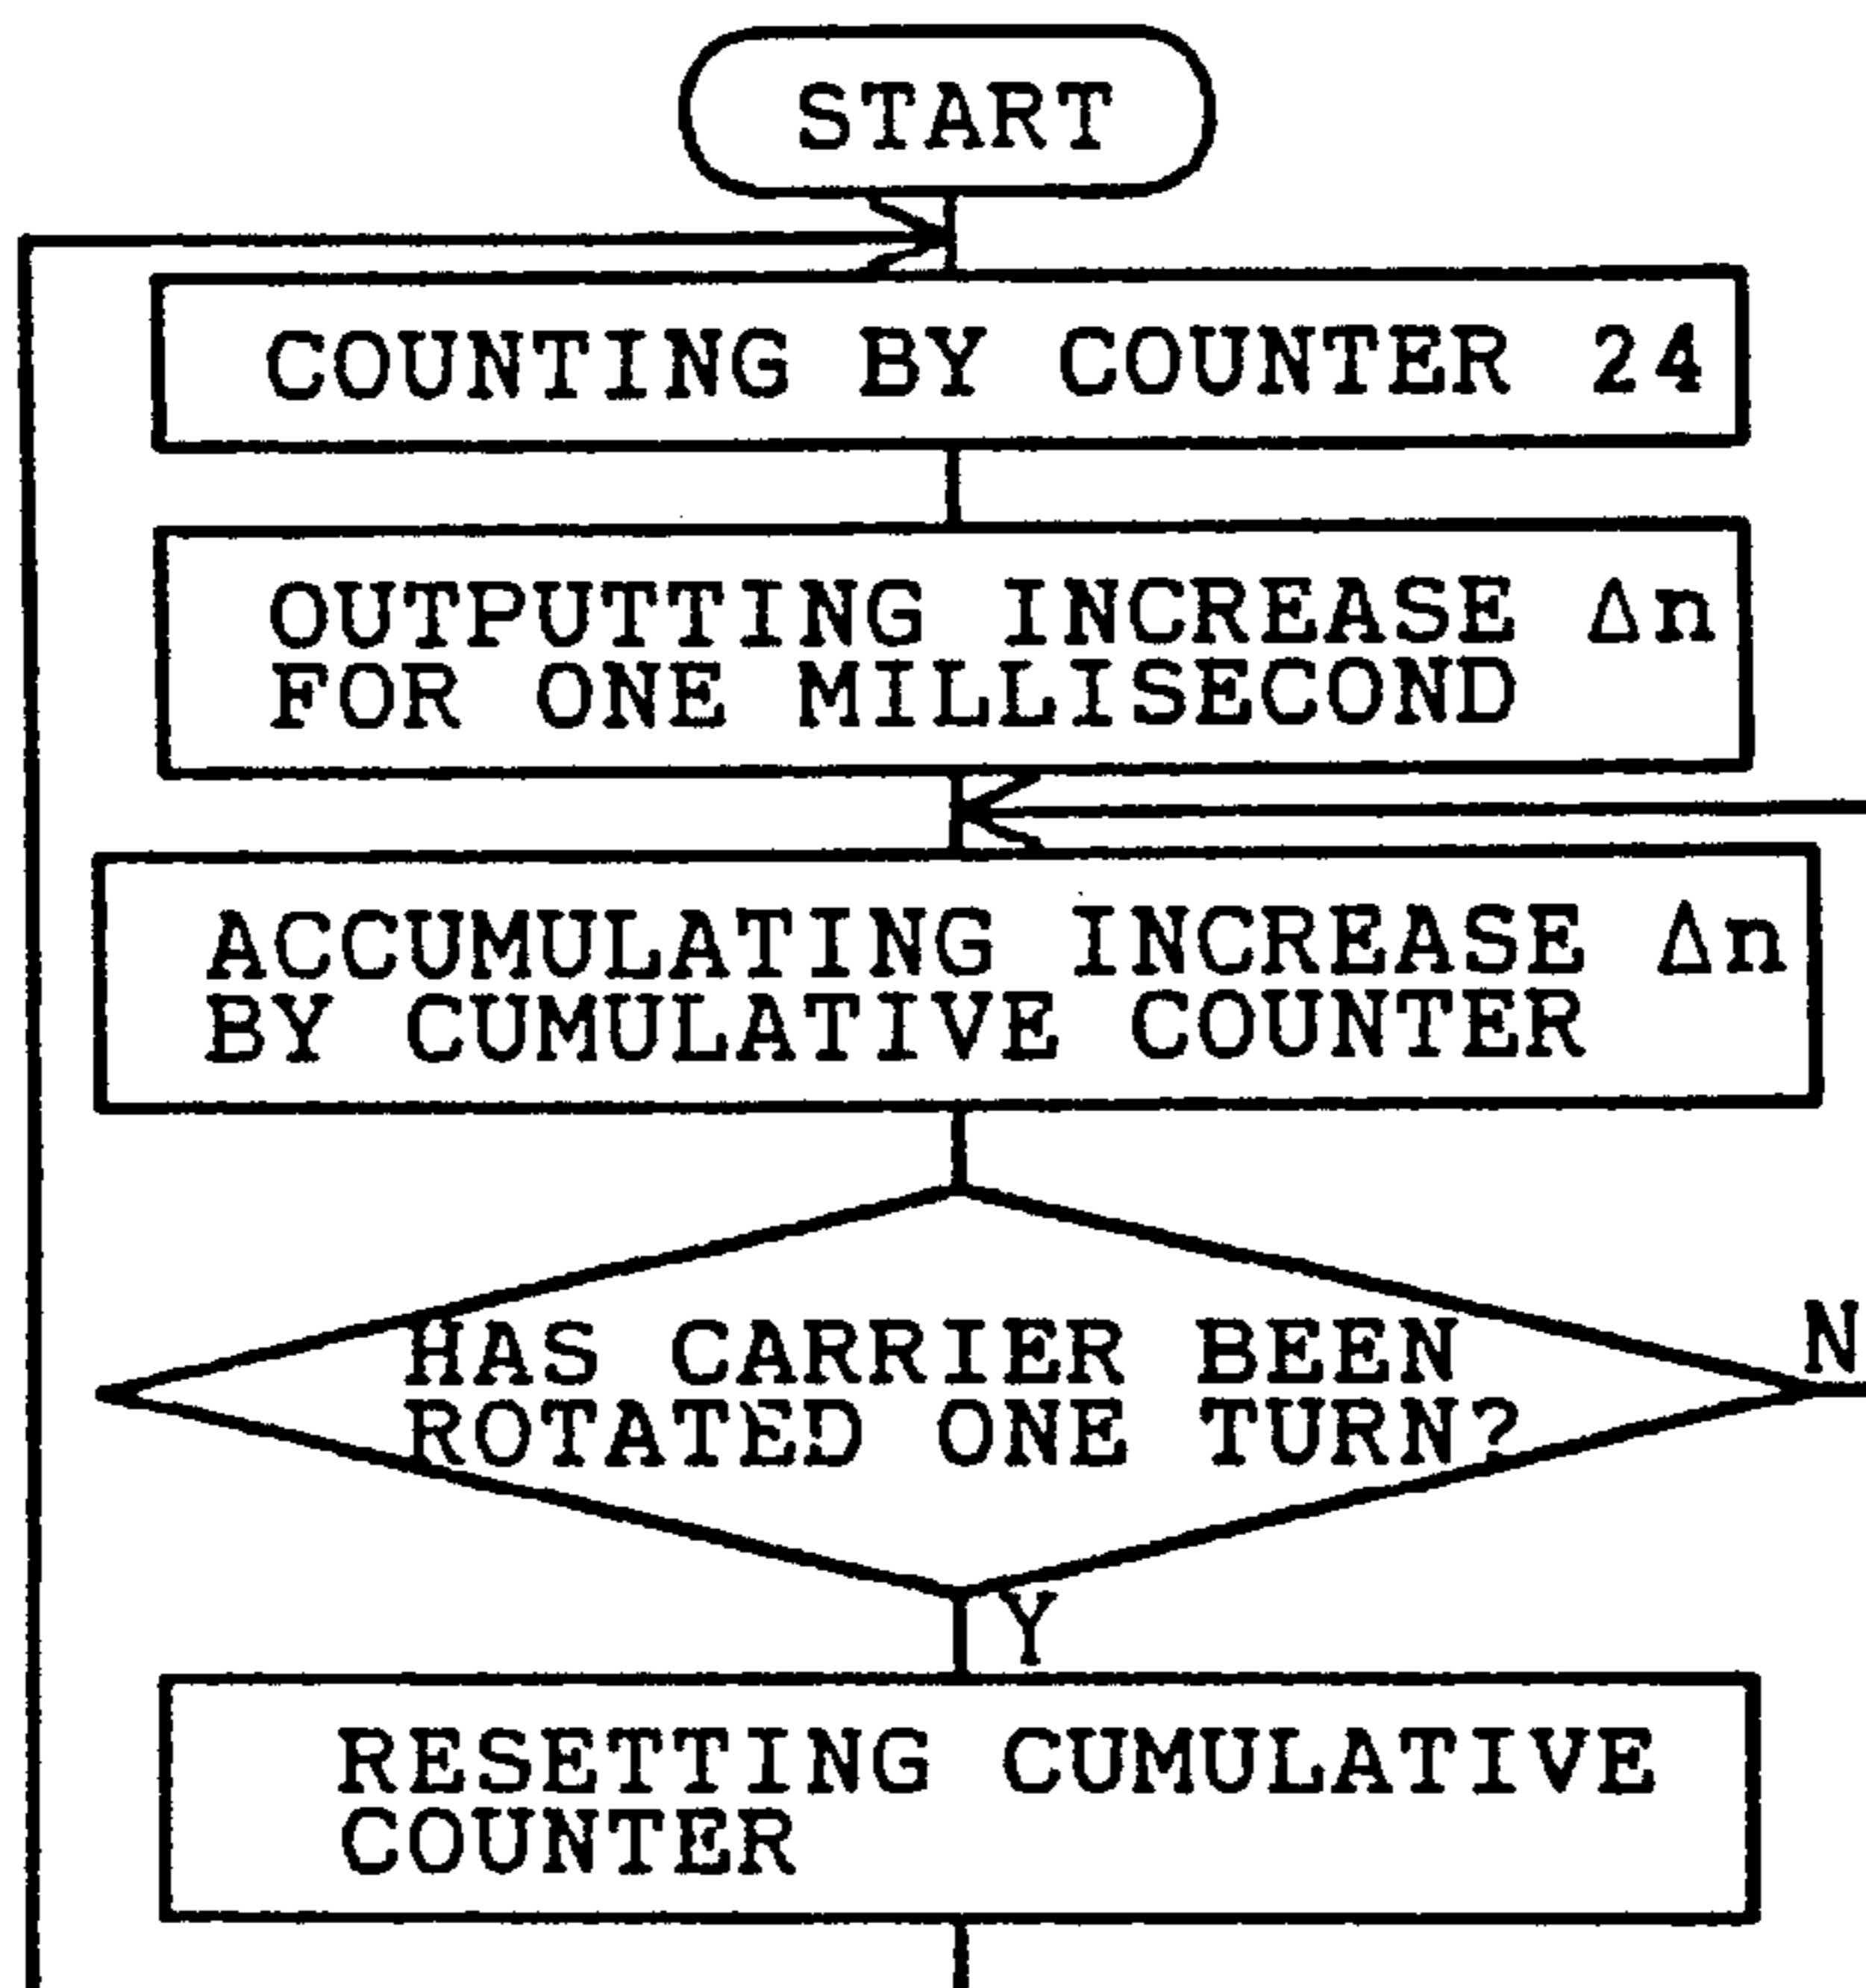 START
COUNTING BY COUNTER 24
OUTPUTTING INCREASE Δn
FOR ONE MILLISECOND
ACCUMULATING INCREASE Δn
BY CUMULATIVE COUNTER
HAS CARRIER BEEN
ROTATED ONE TURN?
N
Y
RESETTING CUMULATIVE
COUNTER